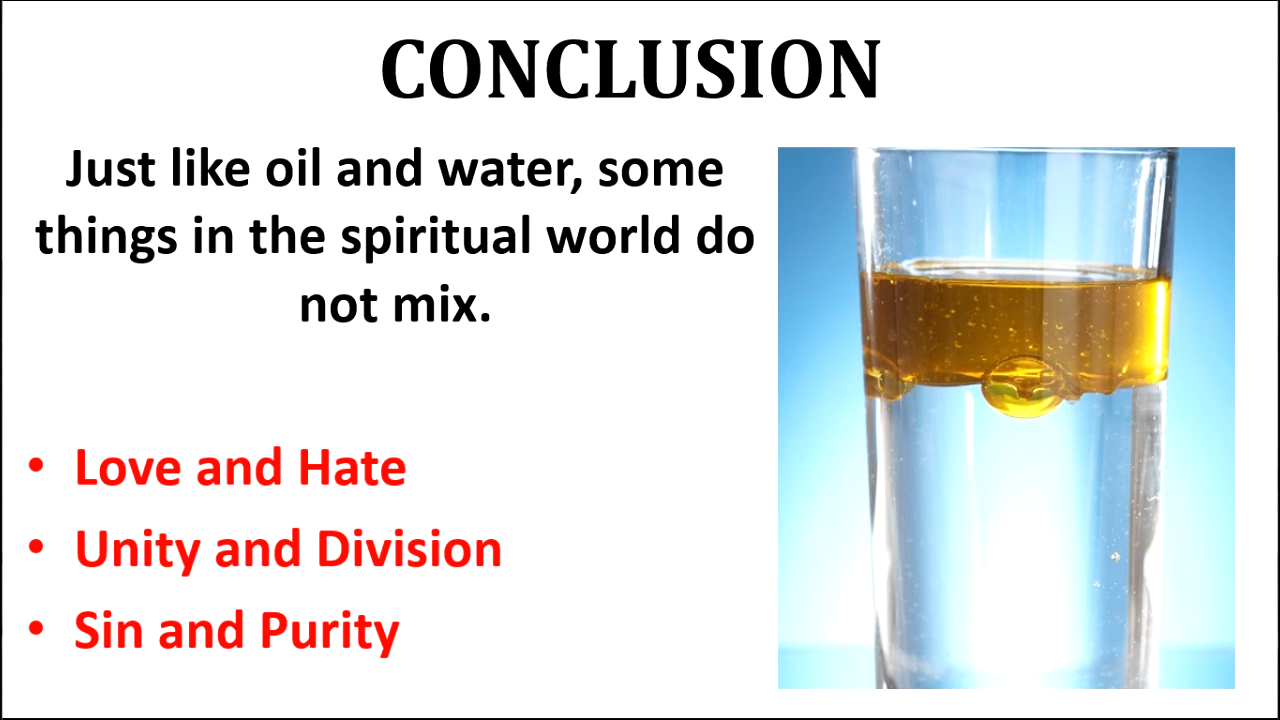 CONCLUSION
Just like oil and water, some
things in the spiritual world do
not mix.
• Love and Hate
• Unity and Division
• Sin and Purity